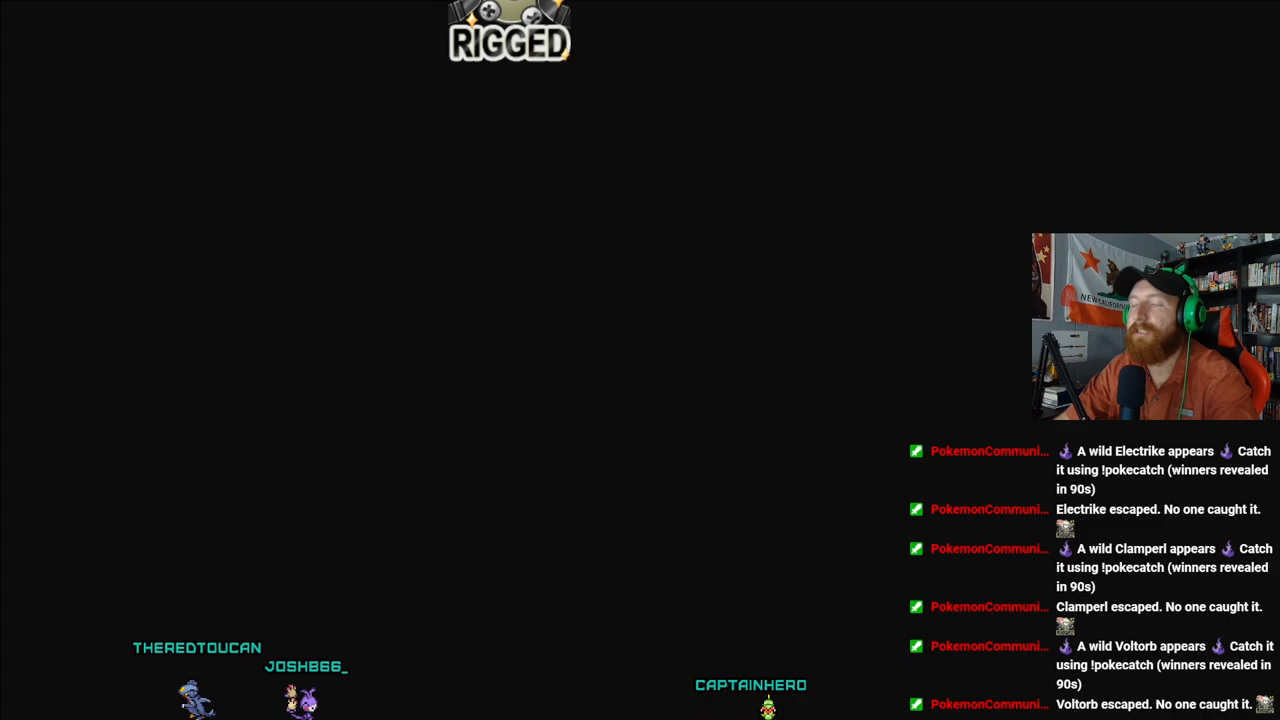 RIGGED
NEW CALIFORNIA
PokemonCommuni... A wild Electrike appears Catch
it using !pokecatch (winners revealed
in 90s)
PokemonCommuni... Electrike escaped. No one caught it.
PokemonCommuni... A wild Clamperl appears Catch
it using !pokecatch (winners revealed
in 90s)
PokemonCommuni... Clamperl escaped. No one caught it.
PokemonCommuni... A wild Voltorb appears Catch it
using !pokecatch (winners revealed in
90s)
PokemonCommuni... Voltorb escaped. No one caught it.
THEREDTOUCAN
JOSHB66_
CAPTAINHERO